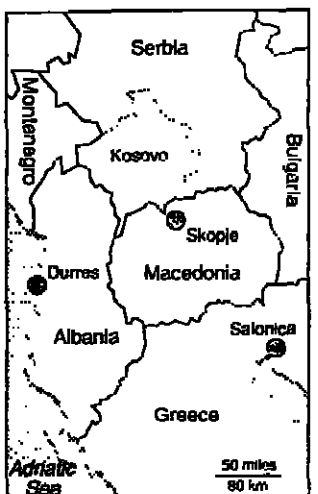 Serbia
Montenegro
Kosovo
Bulgaria
Skopje
Durres
Macedonia
Salonica
Albania
Greece
Adriatic
Sea
50 miles
80 km